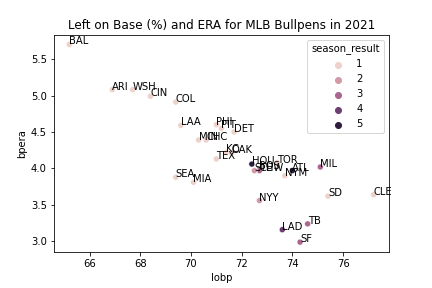 Left on Base (%) and ERA for MLB Bullpens in 2021
season_result
1
2
3
4
5
bpera
5.5
5.0
4.5
4.0
3.5
3.0
BAL
ARI
WSH
CIN
COL
LAA
PHI
PIT
DET
MIN
CHC
KC
OAK
TEX
HOU
TOR
BOS
ATL
NYM
MIL
SEA
MIA
NYY
SD
CLE
LAD
TB
SF
66
68
70
72
74
76
lobp